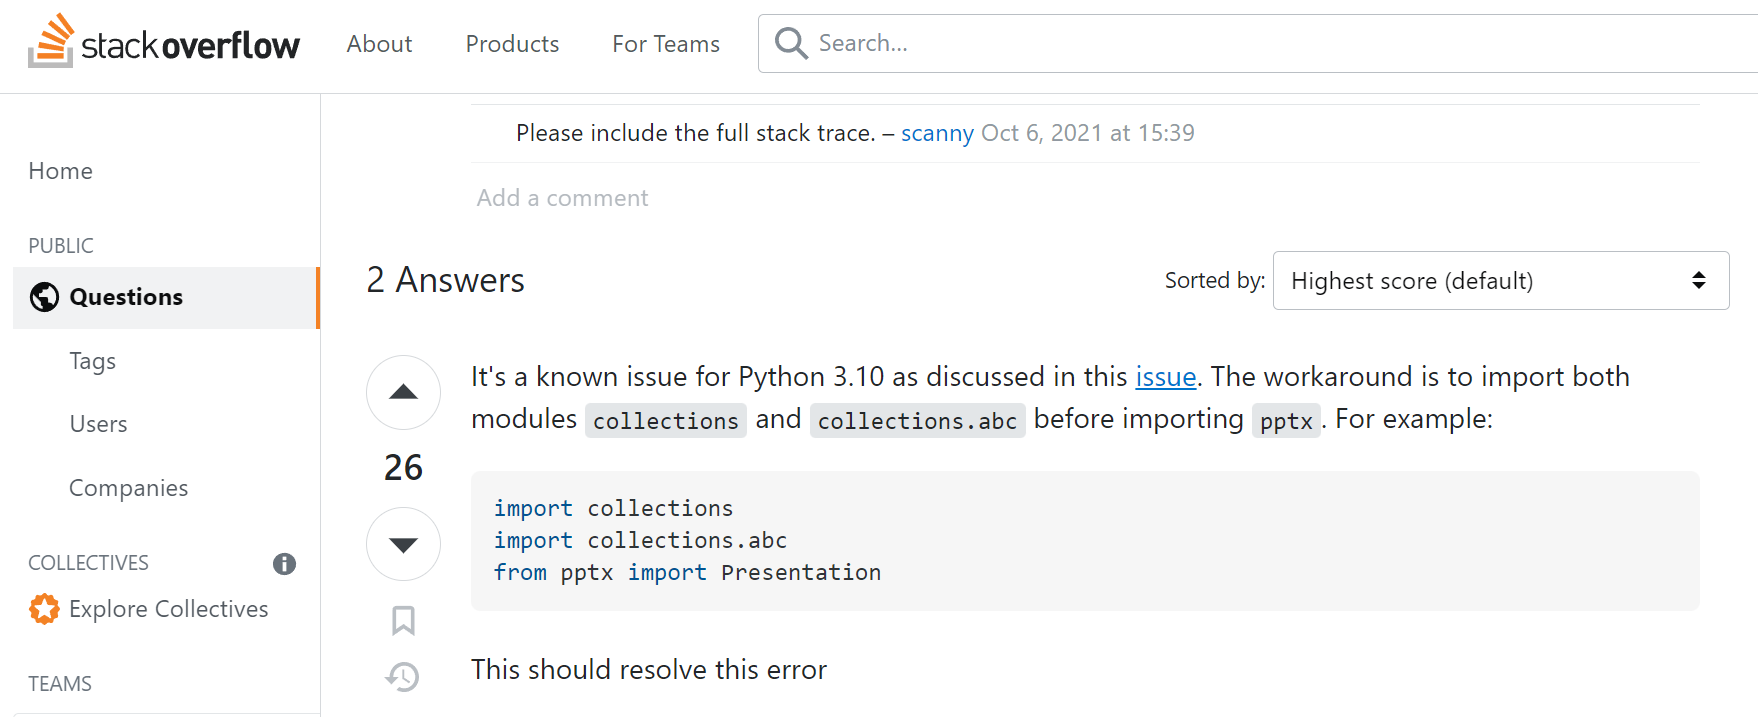 stackoverflow About Products For Teams Search...
Please include the full stack trace. – scanny Oct 6, 2021 at 15:39
Add a comment
Home
PUBLIC
Questions
Tags
Users
Companies
COLLECTIVES
Explore Collectives
TEAMS
2 Answers
Sorted by: Highest score (default)
26
It's a known issue for Python 3.10 as discussed in this issue. The workaround is to import both
modules collections and collections.abc before importing pptx. For example:
import collections
import collections.abc
from pptx import Presentation
This should resolve this error